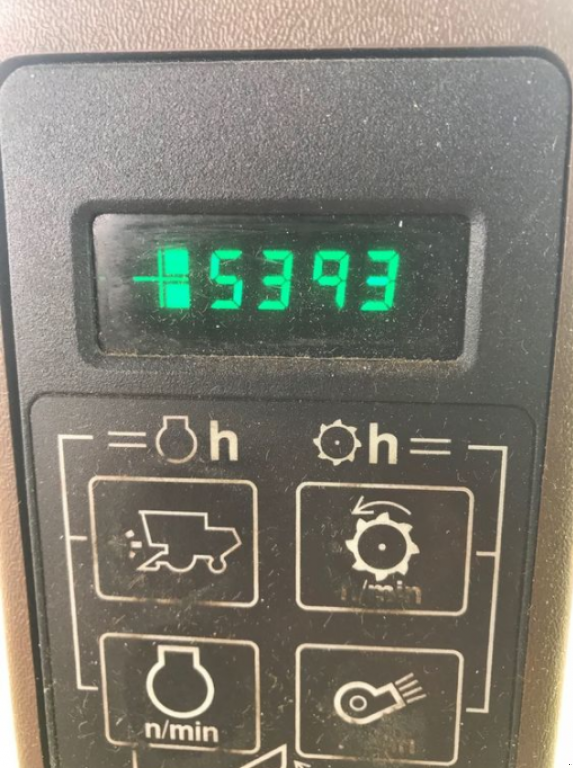 5393
= h h =
n/min
n/min